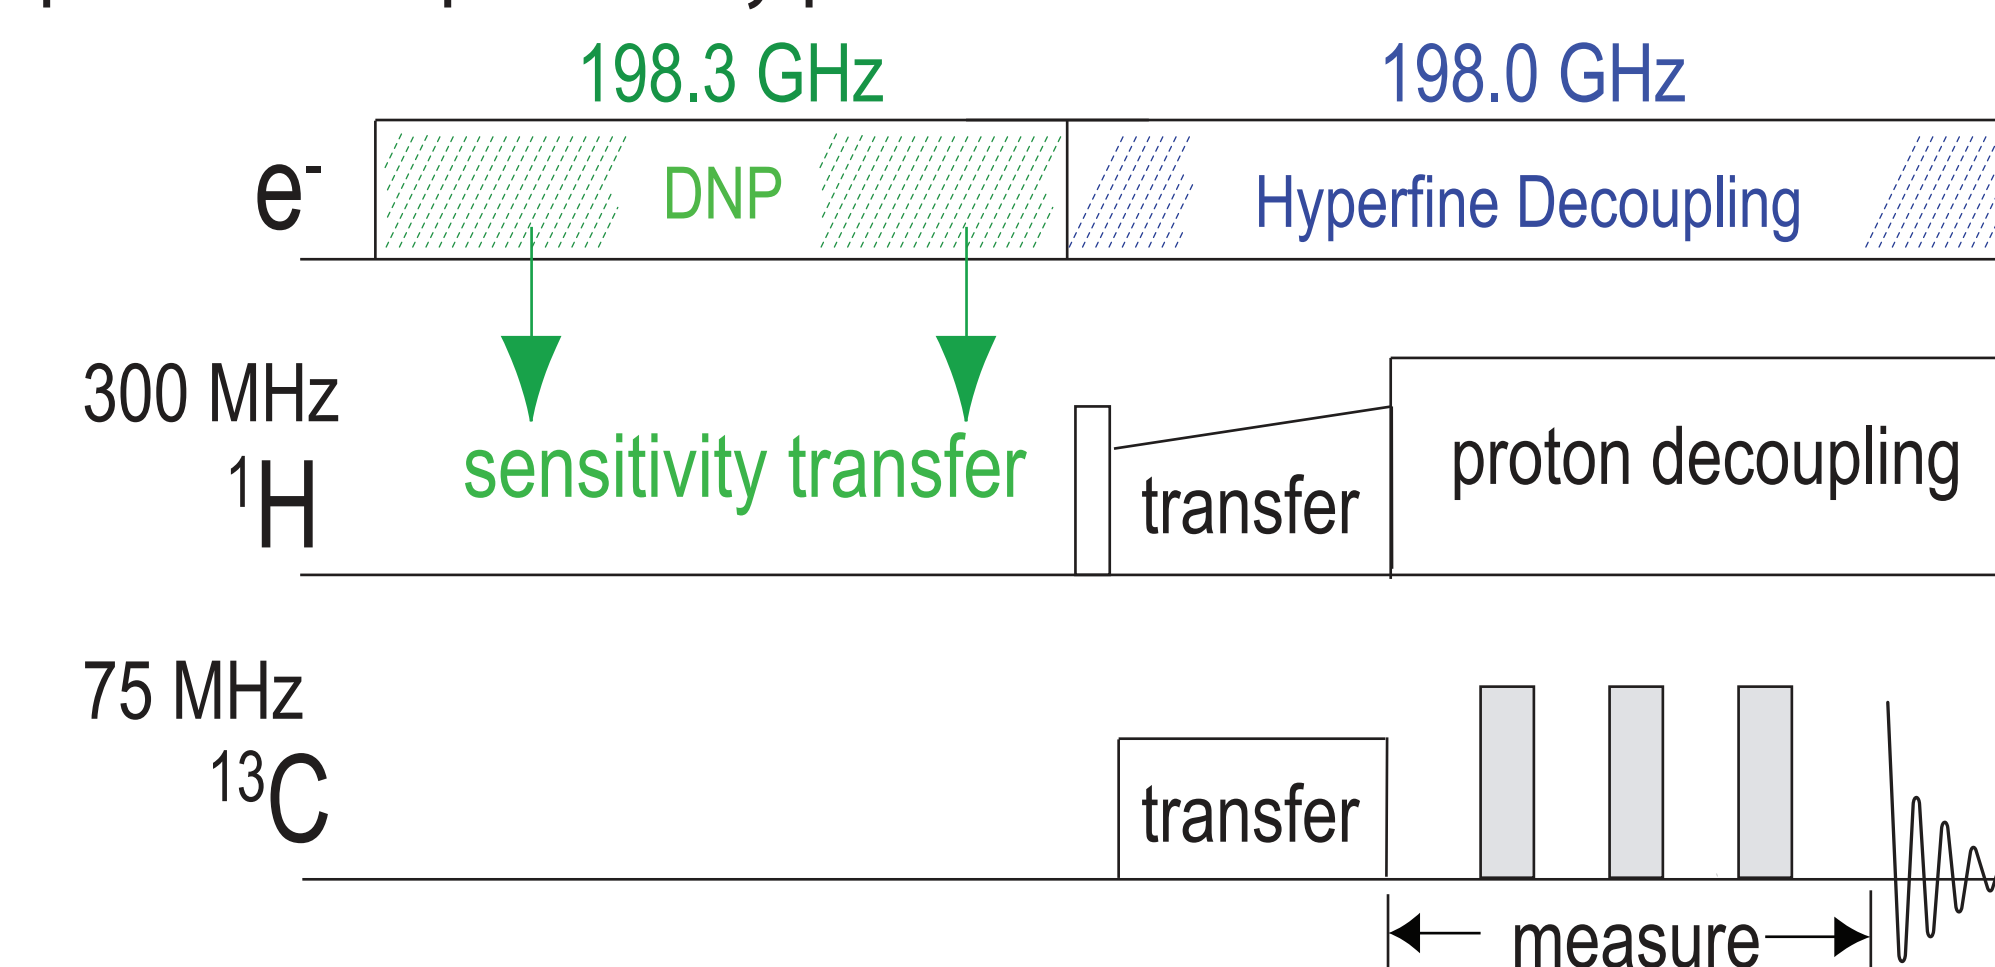 198.3 GHz 198.0 GHz
e⁻ DNP Hyperfine Decoupling
300 MHz
¹H sensitivity transfer transfer proton decoupling
75 MHz
¹³C transfer
measure